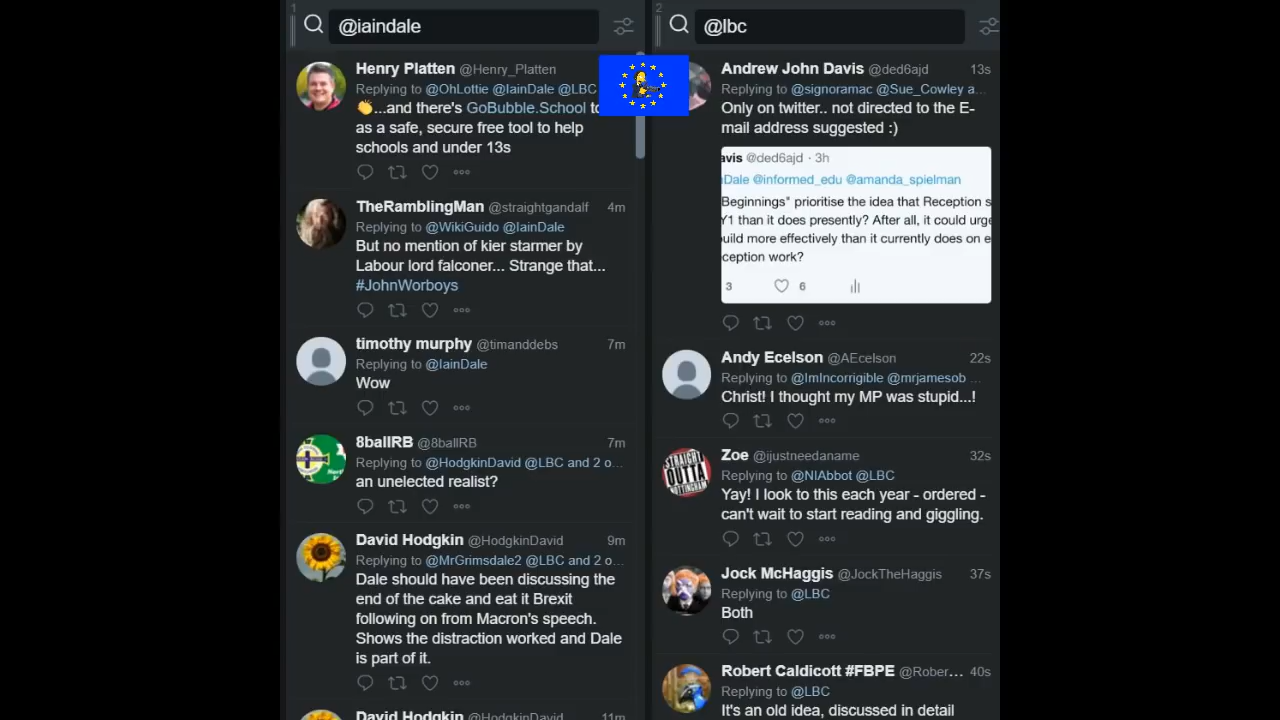 1
@iaindale
Henry Platten @Henry_Platten
Replying to @OhLottie @IainDale @LBC
👏...and there's GoBubble.School to
as a safe, secure free tool to help
schools and under 13s
TheRamblingMan @straightgandalf 4m
Replying to @WikiGuido @IainDale
But no mention of kier starmer by
Labour lord falconer... Strange that...
#JohnWorboys
timothy murphy @timanddebs 7m
Replying to @IainDale
Wow
8ballRB @8ballRB 7m
Replying to @HodgkinDavid @LBC and 2 o...
an unelected realist?
David Hodgkin @HodgkinDavid 9m
Replying to @MrGrimsdale2 @LBC and 2 o...
Dale should have been discussing the
end of the cake and eat it Brexit
following on from Macron's speech.
Shows the distraction worked and Dale
is part of it.
David Hodgkin @HodgkinDavid 11m
2
@lbc
Andrew John Davis @ded6ajd 13s
Replying to @signoramac @Sue_Cowley a...
Only on twitter.. not directed to the E-
mail address suggested :)
avis @ded6ajd · 3h
nDale @informed_edu @amanda_spielman
Beginnings" prioritise the idea that Reception s
Y1 than it does presently? After all, it could urge
uild more effectively than it currently does on e
ception work?
3 6
Andy Ecelson @AEcelson 22s
Replying to @ImIncorrigible @mrjamesob ...
Christ! I thought my MP was stupid...!
Zoe @ijustneedaname 32s
Replying to @NIAbbot @LBC
Yay! I look to this each year - ordered -
can't wait to start reading and giggling.
STRAIGHT
OUTTA
NOTTINGHAM
Jock McHaggis @JockTheHaggis 37s
Replying to @LBC
Both
Robert Caldicott #FBPE @Rober... 40s
Replying to @LBC
It's an old idea, discussed in detail